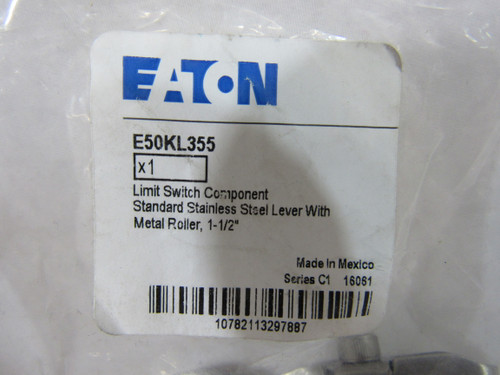 EATON
E50KL355
x1
Limit Switch Component
Standard Stainless Steel Lever With
Metal Roller, 1-1/2"
Made In Mexico
Series C1 16081
10782113297887